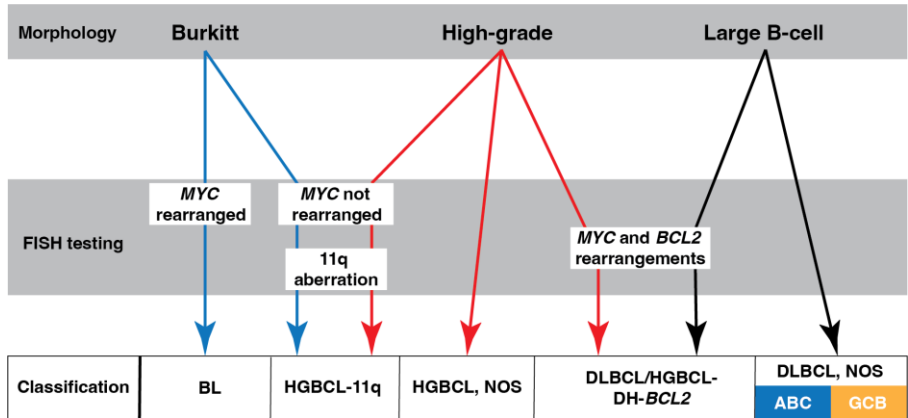 Morphology Burkitt High-grade Large B-cell
MYC
rearranged
MYC not
rearranged
FISH testing
11q
aberration
MYC and BCL2
rearrangements
Classification
BL
HGBCL-11q
HGBCL, NOS
DLBCL/HGBCL-
DH-BCL2
DLBCL, NOS
ABC GCB